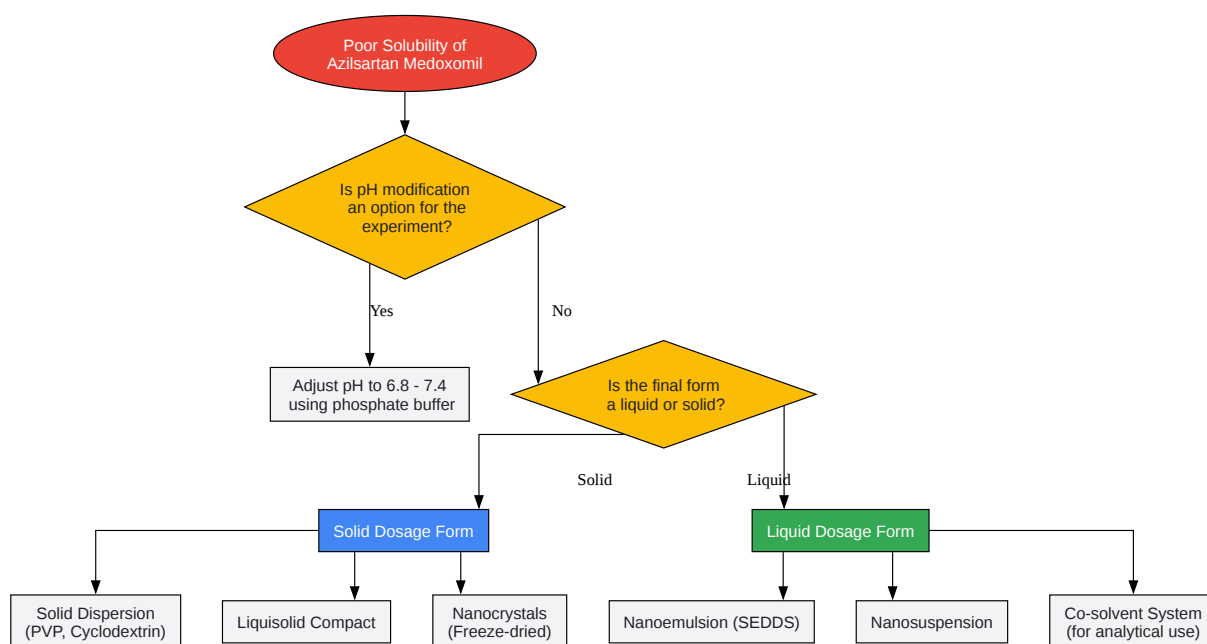 Poor Solubility of
Azilsartan Medoxomil
Is pH modification
an option for the
experiment?
Yes
No
Adjust pH to 6.8 - 7.4
using phosphate buffer
Is the final form
a liquid or solid?
Solid
Liquid
Solid Dosage Form
Liquid Dosage Form
Solid Dispersion
(PVP, Cyclodextrin)
Liquisolid Compact
Nanocrystals
(Freeze-dried)
Nanoemulsion (SEDDS)
Nanosuspension
Co-solvent System
(for analytical use)